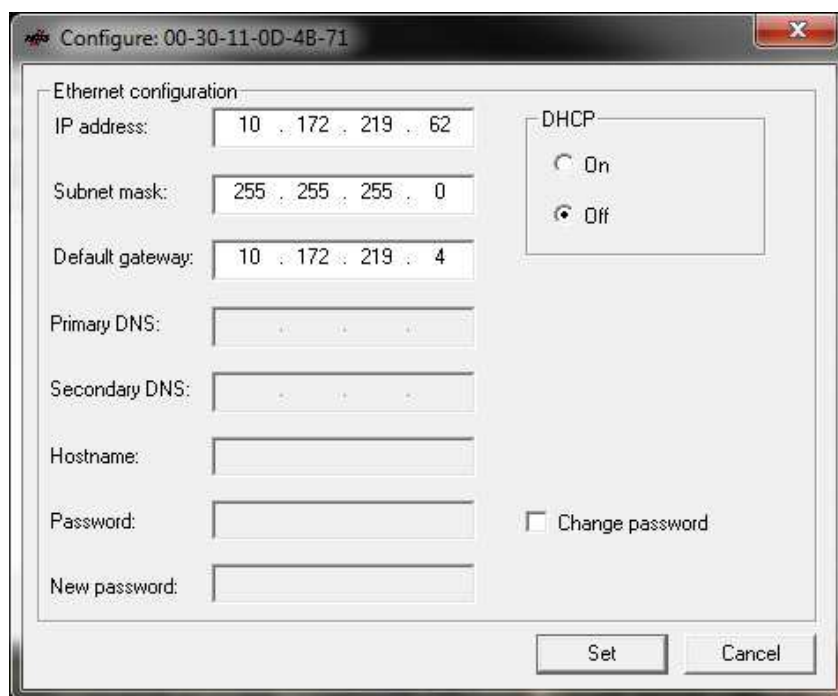 Configure: 00-30-11-0D-4B-71
Ethernet configuration
IP address: 10 . 172 . 219 . 62
DHCP
On
Subnet mask: 255 . 255 . 255 . 0
Off
Default gateway: 10 . 172 . 219 . 4
Primary DNS: . . .
Secondary DNS: . . .
Hostname:
Password:
Change password
New password:
Set
Cancel